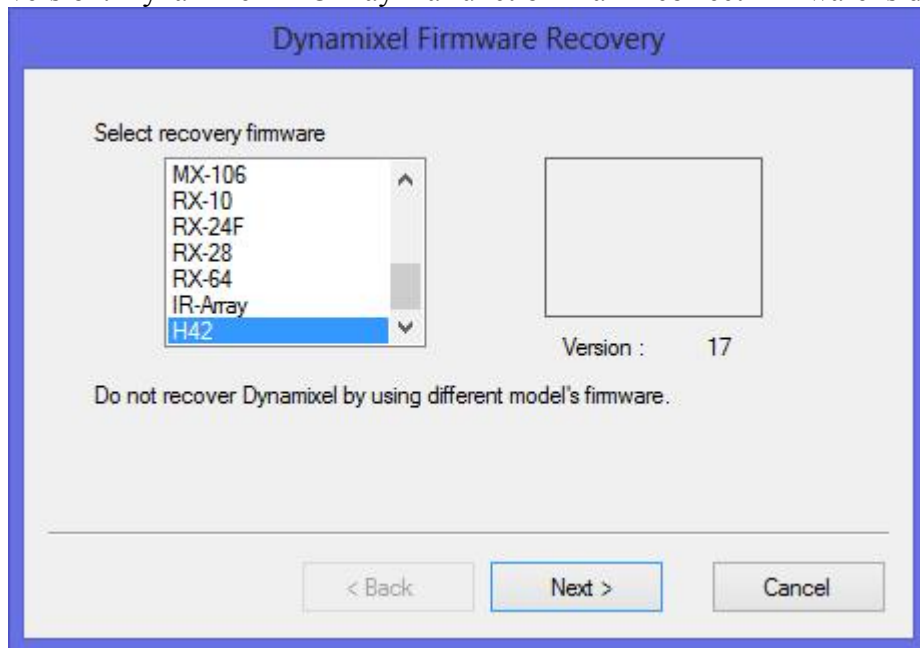 Dynamixel Firmware Recovery
Select recovery firmware
MX-106
RX-10
RX-24F
RX-28
RX-64
IR-Array
H42
Version : 17
Do not recover Dynamixel by using different model's firmware.
< Back Next > Cancel